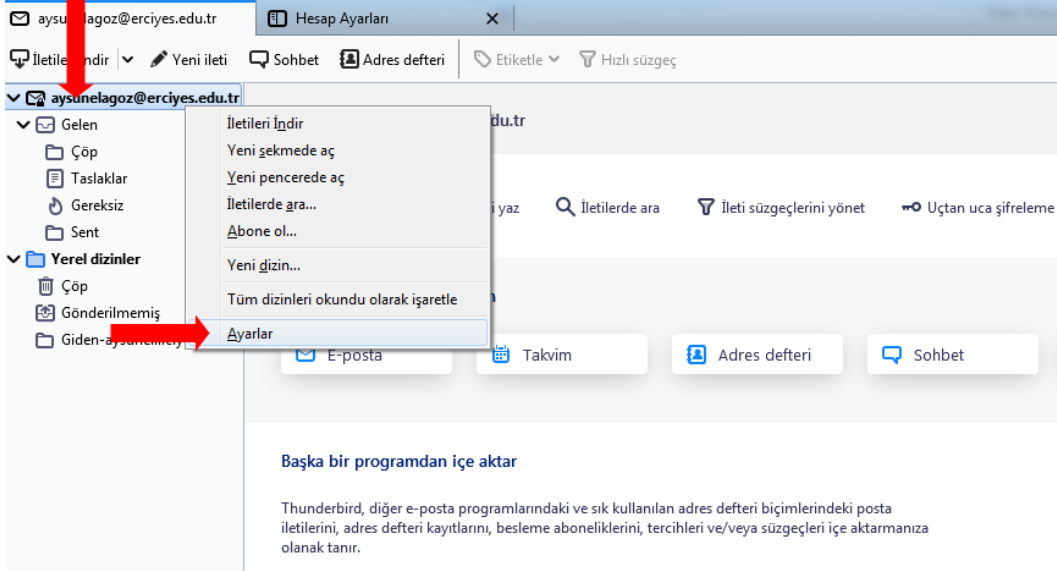 aysu lagoz@erciyes.edu.tr
Hesap Ayarları
İletile ndir
Yeni ileti
Sohbet
Adres defteri
Etiketle
Hızlı süzgeç
aysunelagoz@erciyes.edu.tr
Gelen
Çöp
Taslaklar
Gereksiz
Sent
Yerel dizinler
Çöp
Gönderilmemiş
İletileri İndir
Yeni sekmede aç
Yeni pencerede aç
İletilerde ara...
Abone ol...
Yeni dizin...
Tüm dizinleri okundu olarak işaretle
Ayarlar
du.tr
i yaz
İletilerde ara
İleti süzgeçlerini yönet
Uçtan uca şifreleme
E-posta
Takvim
Adres defteri
Sohbet
Başka bir programdan içe aktar
Thunderbird, diğer e-posta programlarındaki ve sık kullanılan adres defteri biçimlerindeki posta
iletilerini, adres defteri kayıtlarını, besleme aboneliklerini, tercihleri ve/veya süzgeçleri içe aktarmanıza
olanak tanır.